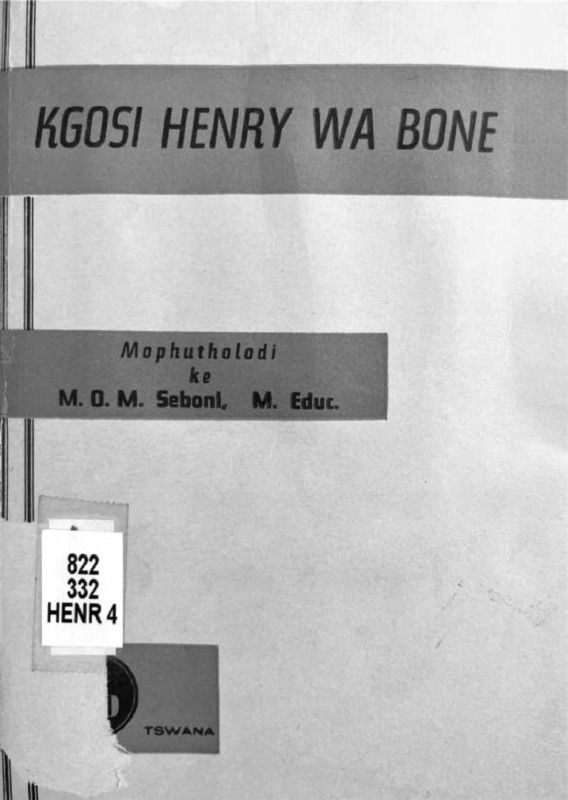 KGOSI HENRY WA BONE
Mophutholodi
ke
M. O. M. Seboni, M. Educ.
822
332
HENR 4
TSWANA